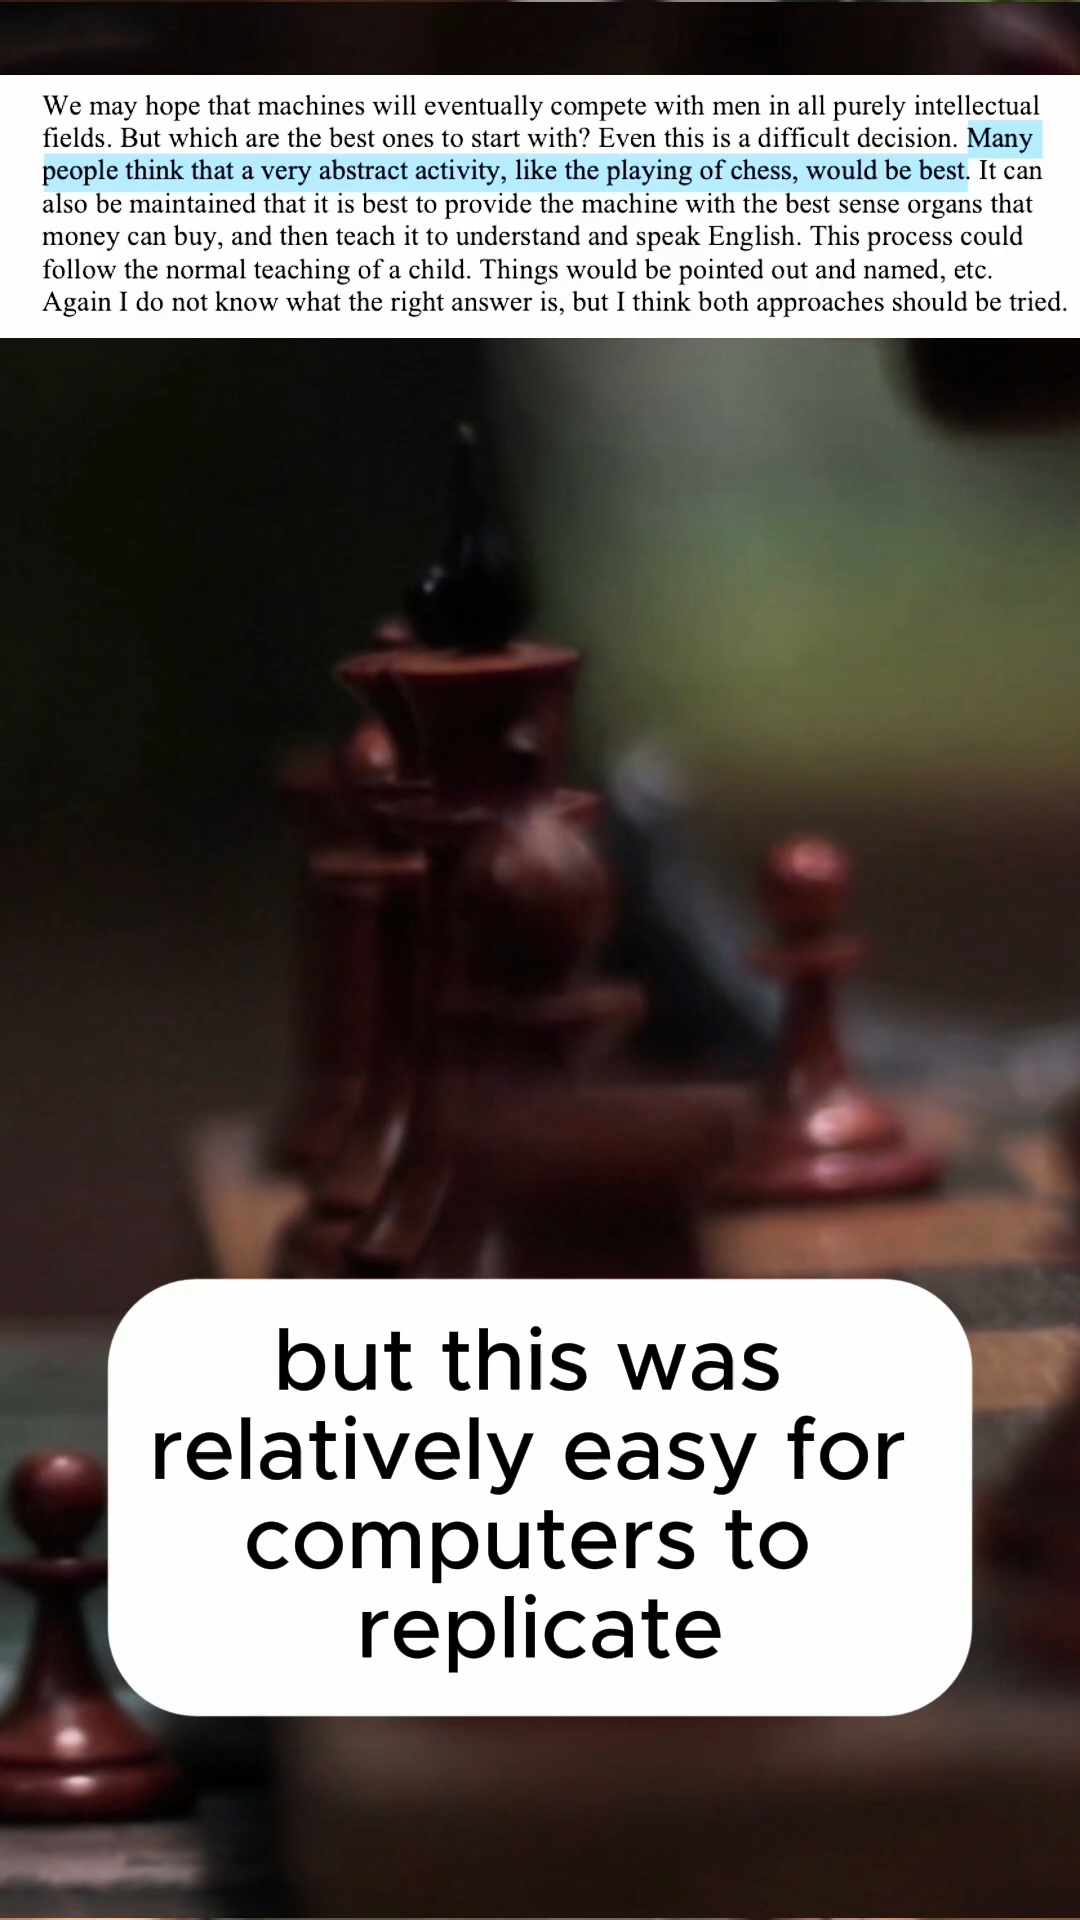 We may hope that machines will eventually compete with men in all purely intellectual
fields. But which are the best ones to start with? Even this is a difficult decision. Many
people think that a very abstract activity, like the playing of chess, would be best. It can
also be maintained that it is best to provide the machine with the best sense organs that
money can buy, and then teach it to understand and speak English. This process could
follow the normal teaching of a child. Things would be pointed out and named, etc.
Again I do not know what the right answer is, but I think both approaches should be tried.
but this was
relatively easy for
computers to
replicate